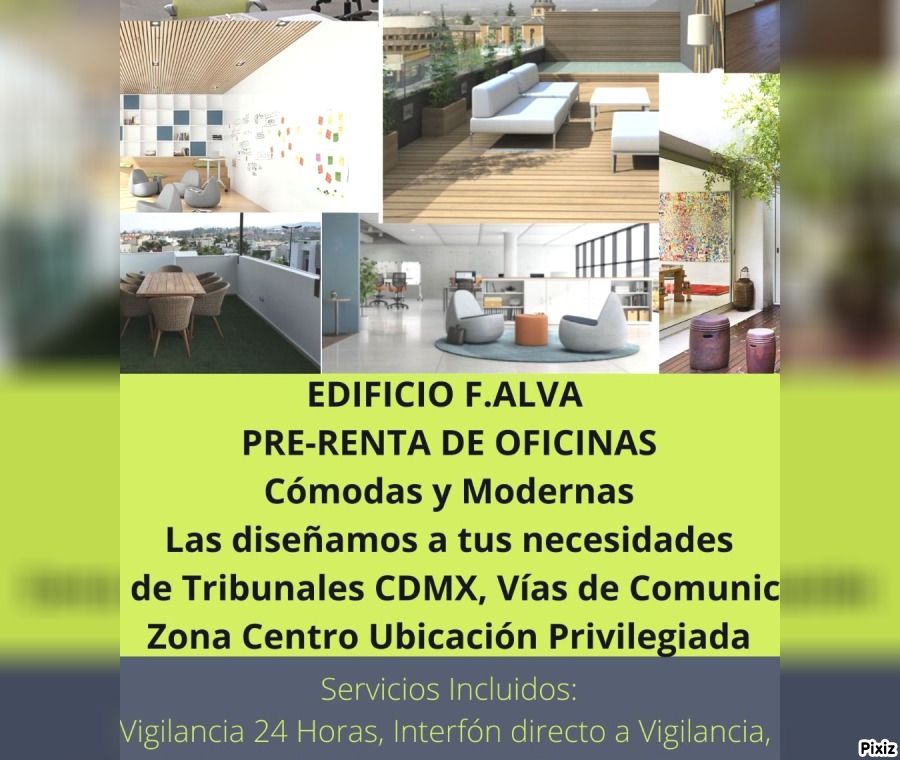 EDIFICIO F.ALVA
PRE-RENTA DE OFICINAS
Cómodas y Modernas
Las diseñamos a tus necesidades
de Tribunales CDMX, Vías de Comunic
Zona Centro Ubicación Privilegiada
Servicios Incluidos:
Vigilancia 24 Horas, Interfón directo a Vigilancia,
Pixiz